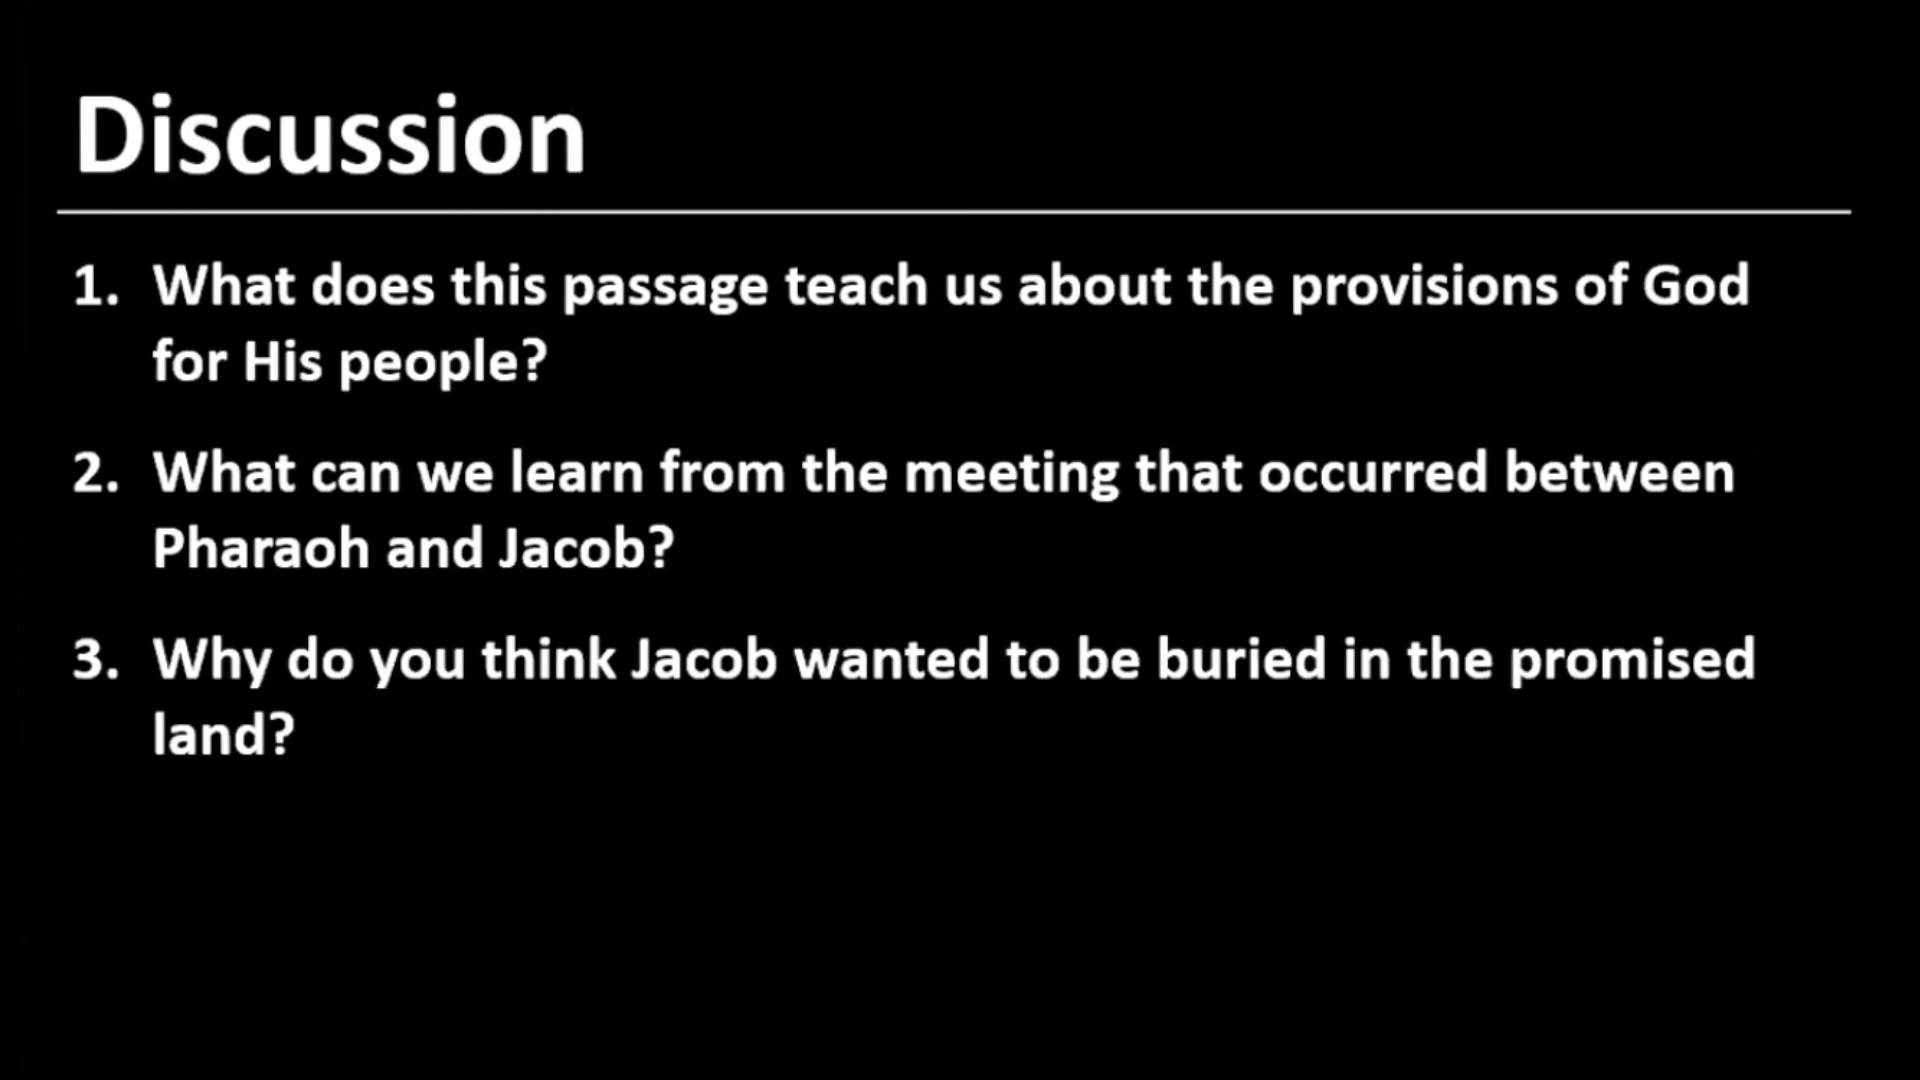 Discussion
1. What does this passage teach us about the provisions of God
for His people?
2. What can we learn from the meeting that occurred between
Pharaoh and Jacob?
3. Why do you think Jacob wanted to be buried in the promised
land?